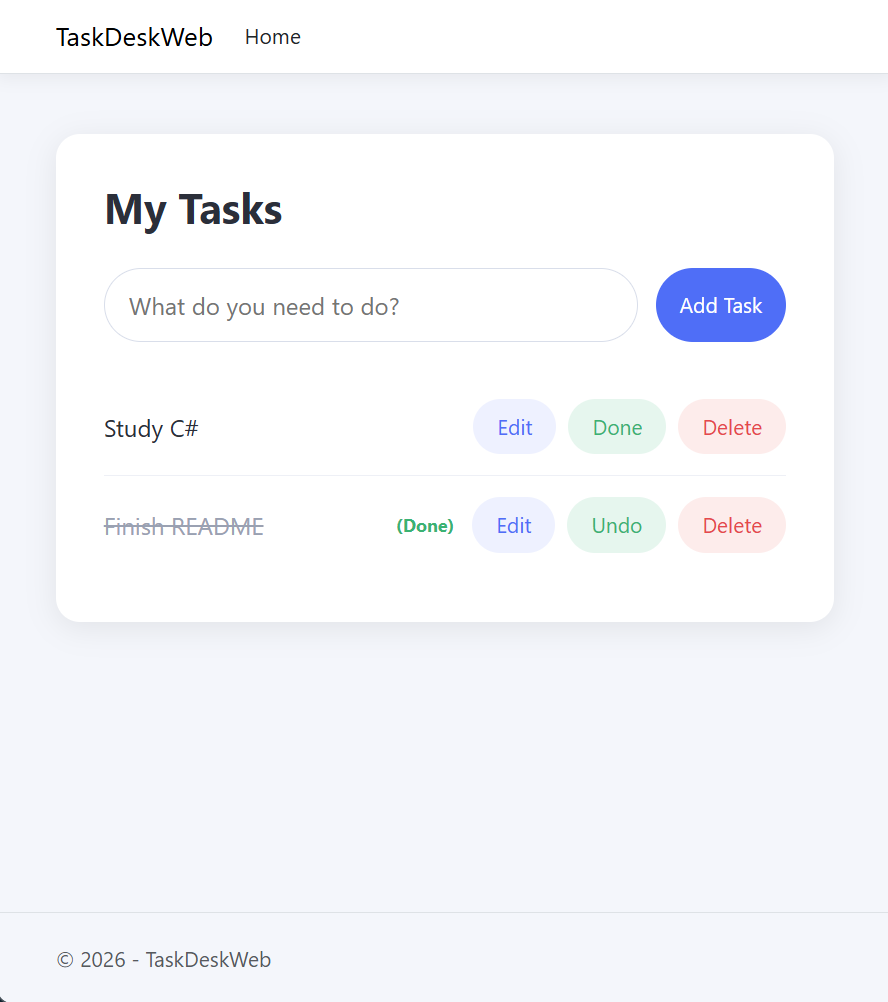 TaskDeskWeb Home
My Tasks
What do you need to do? Add Task
Study C# Edit Done Delete
Finish README (Done) Edit Undo Delete
© 2026 - TaskDeskWeb